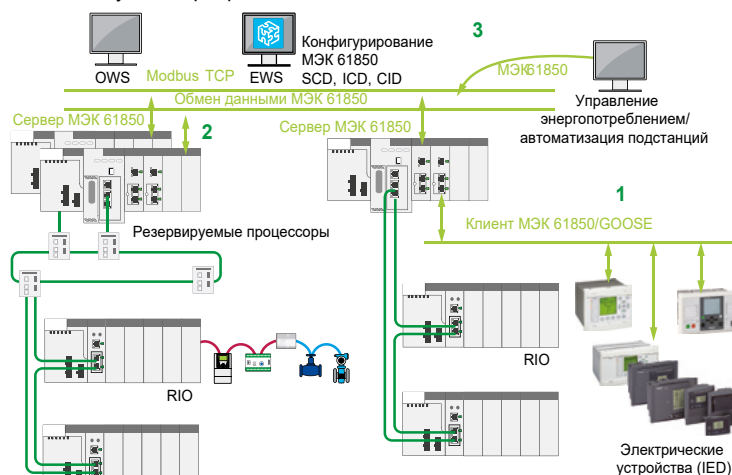 3
Конфигурирование
МЭК 61850
SCD, ICD, CID
OWS
Modbus TCP
EWS
МЭК61850
Обмен данными МЭК 61850
Управление
энергопотреблением/
автоматизация подстанций
Сервер МЭК 61850
2
Сервер МЭК 61850
1
Клиент МЭК 61850/GOOSE
Резервируемые процессоры
RIO
RIO
Электрические
устройства (IED)